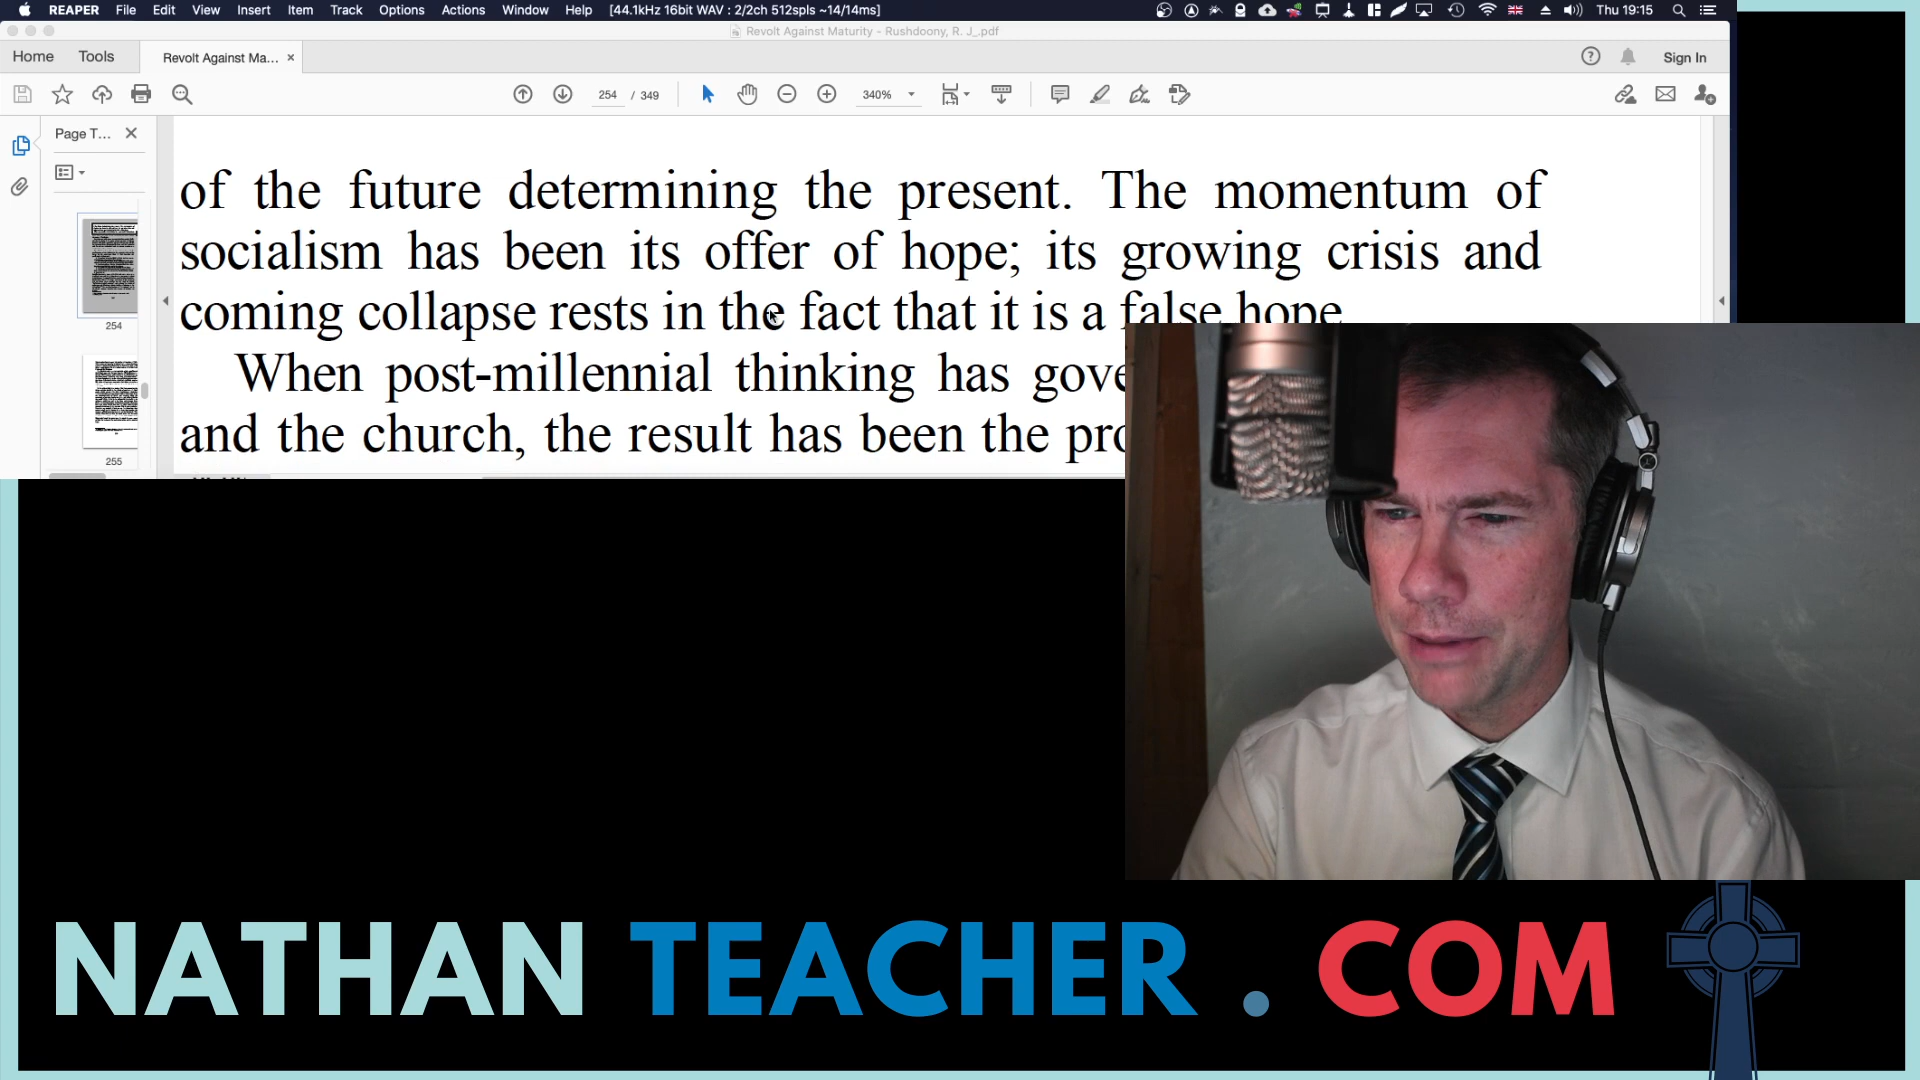 REAPER File Edit View Insert Item Track Options Actions Window Help [44.1kHz 16bit WAV : 2/2ch 512spls ~14/14ms] Thu 19:15
Revolt Against Maturity - Rushdoony, R. J_.pdf
Home Tools Revolt Against Ma... × Sign In
254 / 349 340%
Page T...
of the future determining the present. The momentum of
socialism has been its offer of hope; its growing crisis and
coming collapse rests in the fact that it is a false hope
When post-millennial thinking has gove
and the church, the result has been the pro
254
255
NATHAN TEACHER . COM